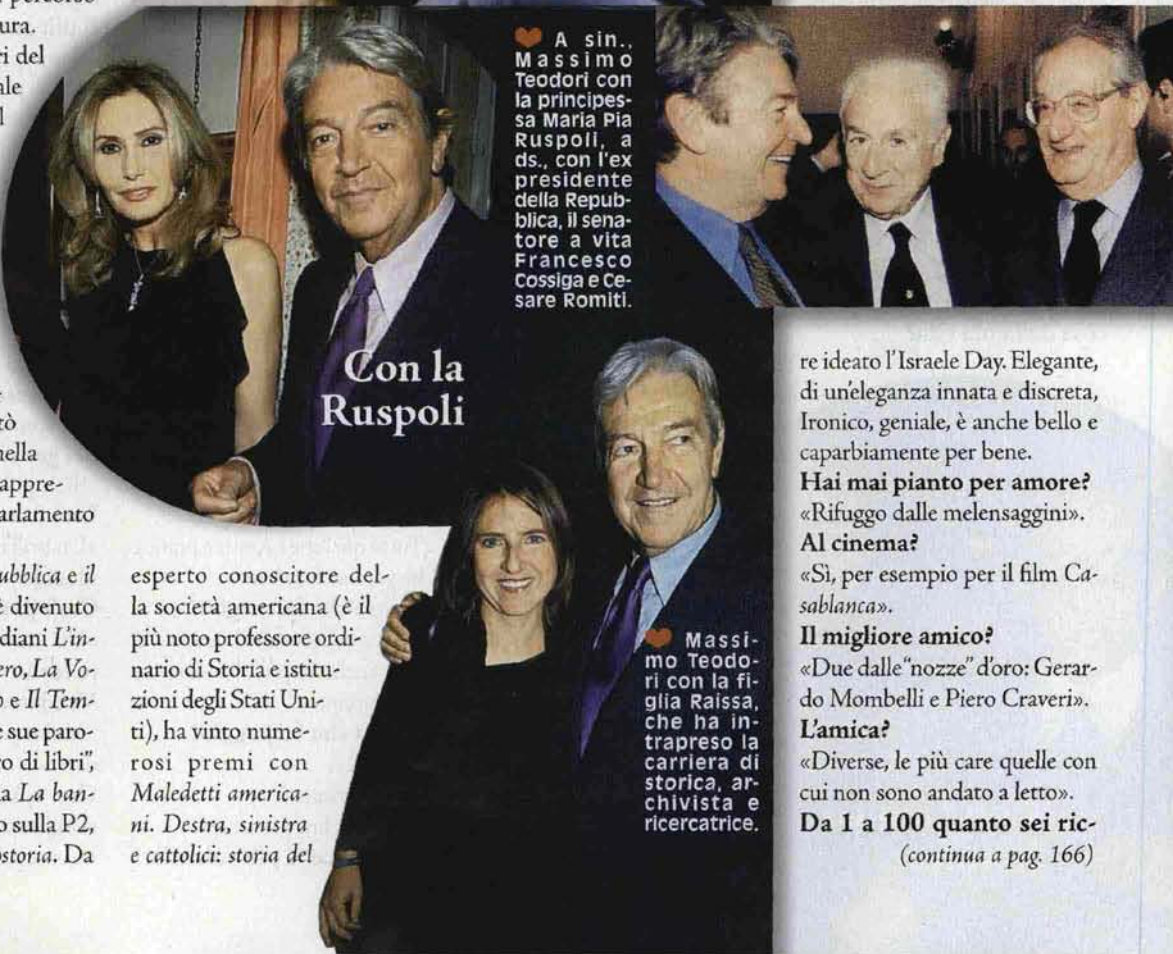 percorso
ura.
ri del
ale
l
tò
nella
appre-
arlamento
pubblica e il
è divenuto
diani L'in-
ero, La Vo-
o e Il Tem-
e sue paro-
o di libri",
a La ban-
o sulla P2,
ostoria. Da
esperto conoscitore del-
la società americana (è il
più noto professore ordi-
nario di Storia e istitu-
zioni degli Stati Uni-
ti), ha vinto nume-
rosi premi con
Maledetti america-
ni. Destra, sinistra
e cattolici: storia del
Con la
Ruspoli
A sin.,
Massimo
Teodori con
la principes-
sa Maria Pia
Ruspoli, a
ds., con l'ex
presidente
della Repub-
blica, il sena-
tore a vita
Francesco
Cossiga e Ce-
sare Romiti.
Massi-
mo Teodo-
ri con la fi-
glia Raissa,
che ha in-
trapreso la
carriera di
storica, ar-
chivista e
ricercatrice.
re ideato l'Israele Day. Elegante,
di un'eleganza innata e discreta,
Ironico, geniale, è anche bello e
caparbiamente per bene.
Hai mai pianto per amore?
«Rifuggo dalle melensaggini».
Al cinema?
«Sì, per esempio per il film Ca-
sablanca».
Il migliore amico?
«Due dalle "nozze" d'oro: Gerar-
do Mombelli e Piero Craveri».
L'amica?
«Diverse, le più care quelle con
cui non sono andato a letto».
Da 1 a 100 quanto sei ric-
(continua a pag. 166)